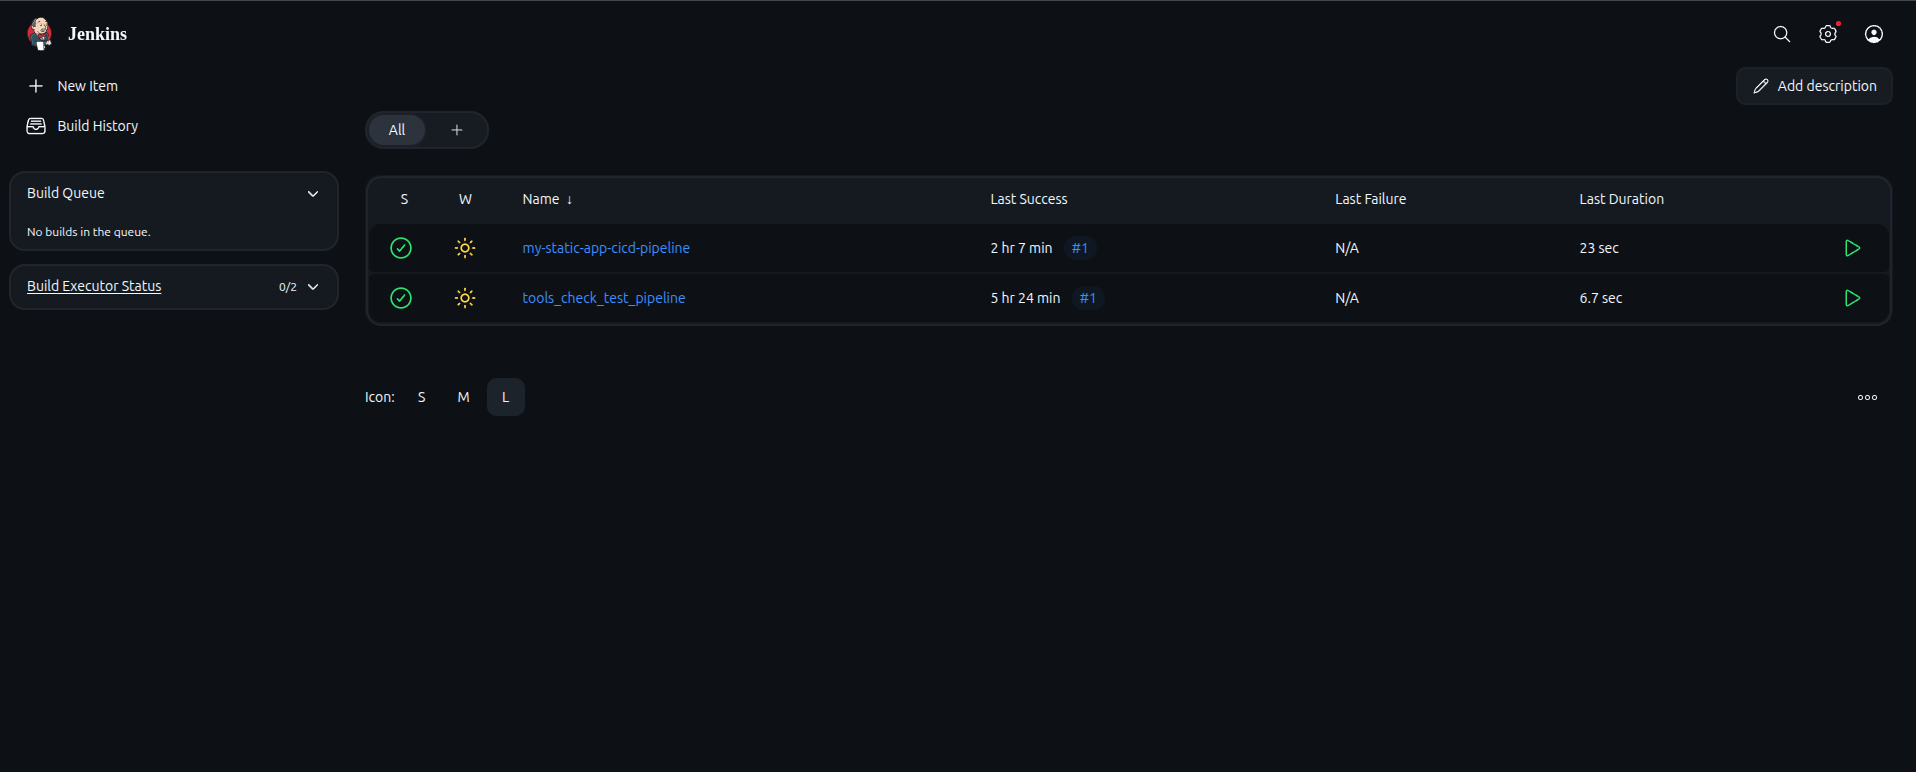 Jenkins
New Item
Add description
Build History
All
Build Queue
No builds in the queue.
Build Executor Status 0/2
S W Name ↓ Last Success Last Failure Last Duration
my-static-app-cicd-pipeline 2 hr 7 min #1 N/A 23 sec
tools_check_test_pipeline 5 hr 24 min #1 N/A 6.7 sec
Icon: S M L